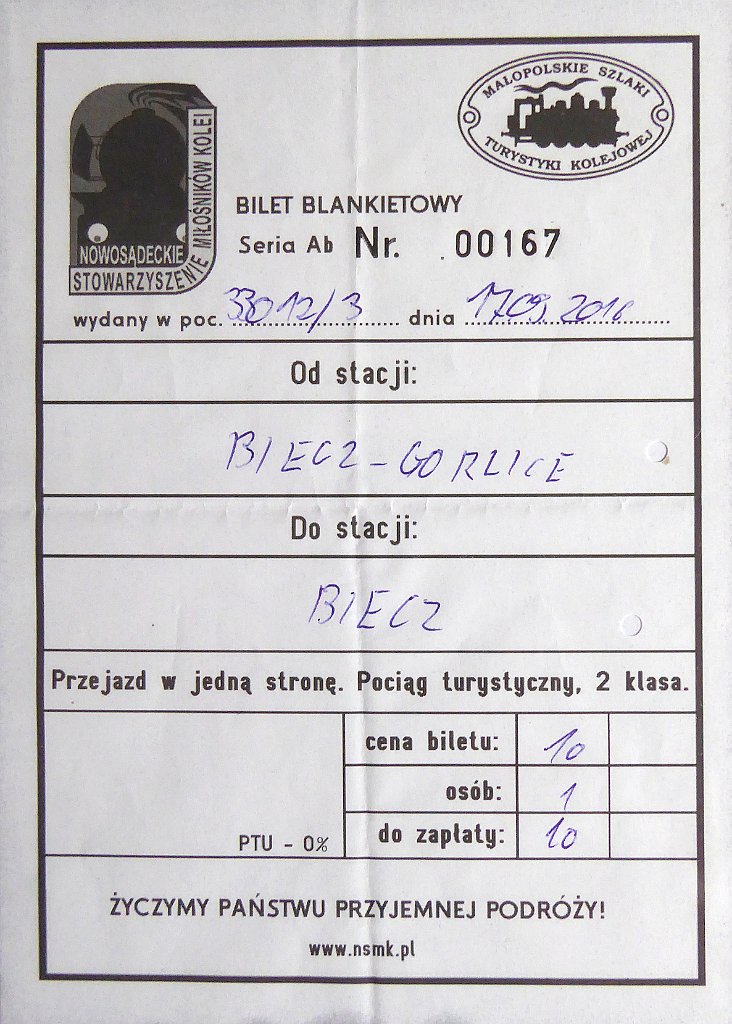 NOWOSĄDECKIE
STOWARZYSZENIE MIŁOŚNIKÓW KOLEI
MAŁOPOLSKIE SZLAKI
TURYSTYKI KOLEJOWEJ
BILET BLANKIETOWY
Seria Ab Nr. 00167
wydany w poc. 33012/3 dnia 17.09.2016
Od stacji:
BIECZ-GORLICE
Do stacji:
BIECZ
Przejazd w jedną stronę. Pociąg turystyczny, 2 klasa.
cena biletu: 10
osób: 1
PTU - 0% do zapłaty: 10
ŻYCZYMY PAŃSTWU PRZYJEMNEJ PODRÓŻY!
www.nsmk.pl